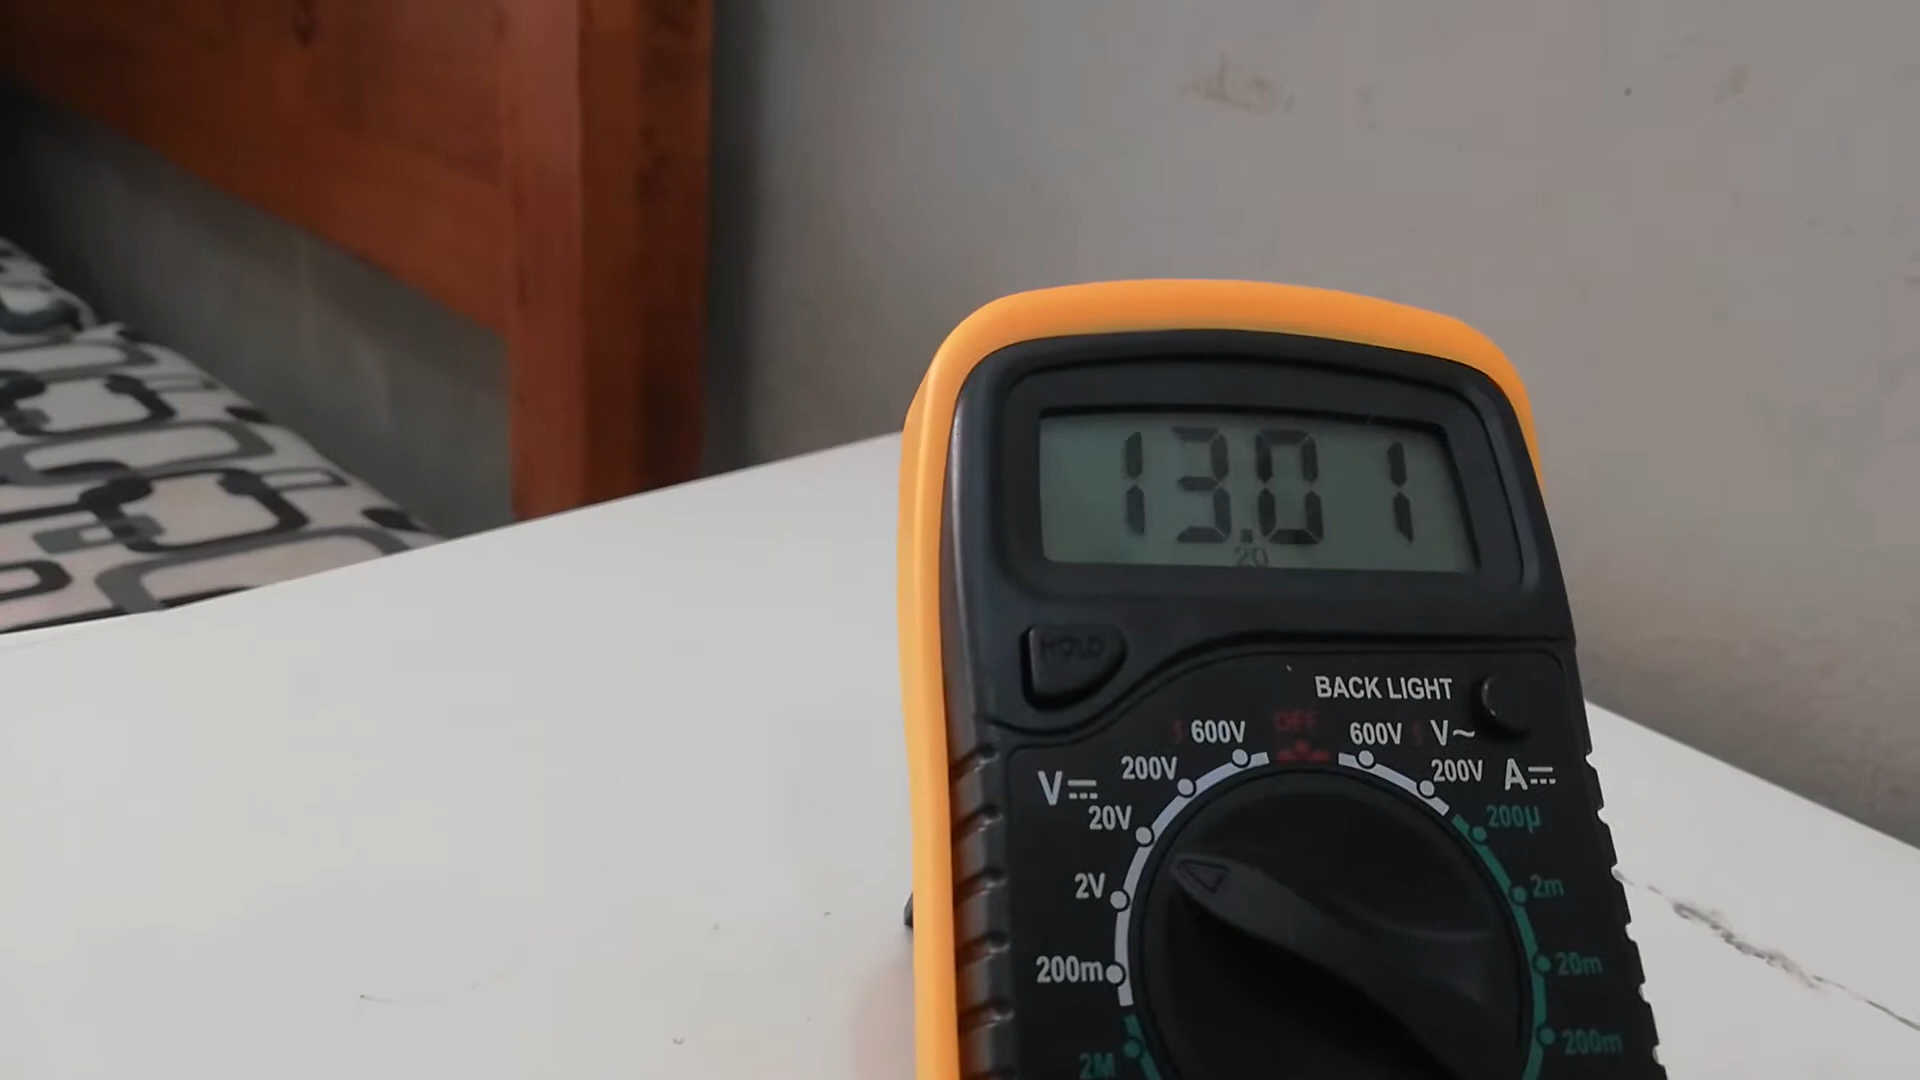 13.01
20
HOLD
BACK LIGHT
600V OFF 600V V~
200V 200V
V⎓ A⎓
20V 200µ
2V 2m
200m 20m
2M 200m